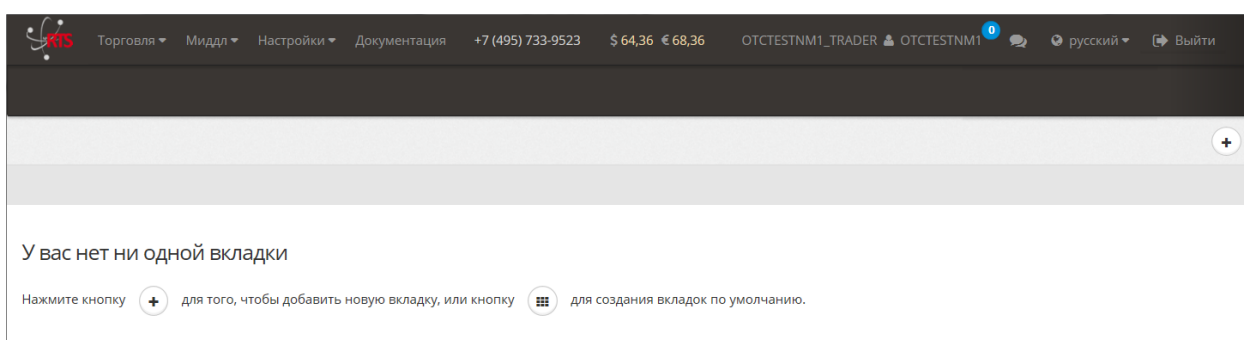 RTS Торговля Миддл Настройки Документация +7 (495) 733-9523 $ 64,36 € 68,36 OTCTESTNM1_TRADER OTCTESTNM1 0 русский Выйти
У вас нет ни одной вкладки
Нажмите кнопку + для того, чтобы добавить новую вкладку, или кнопку для создания вкладок по умолчанию.